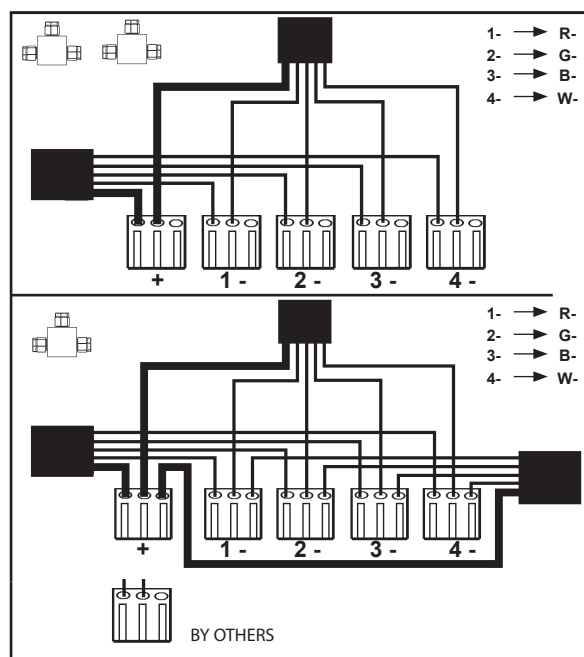 1- → R-
2- → G-
3- → B-
4- → W-
+ 1 - 2 - 3 - 4 -
1- → R-
2- → G-
3- → B-
4- → W-
+ 1 - 2 - 3 - 4 -
BY OTHERS